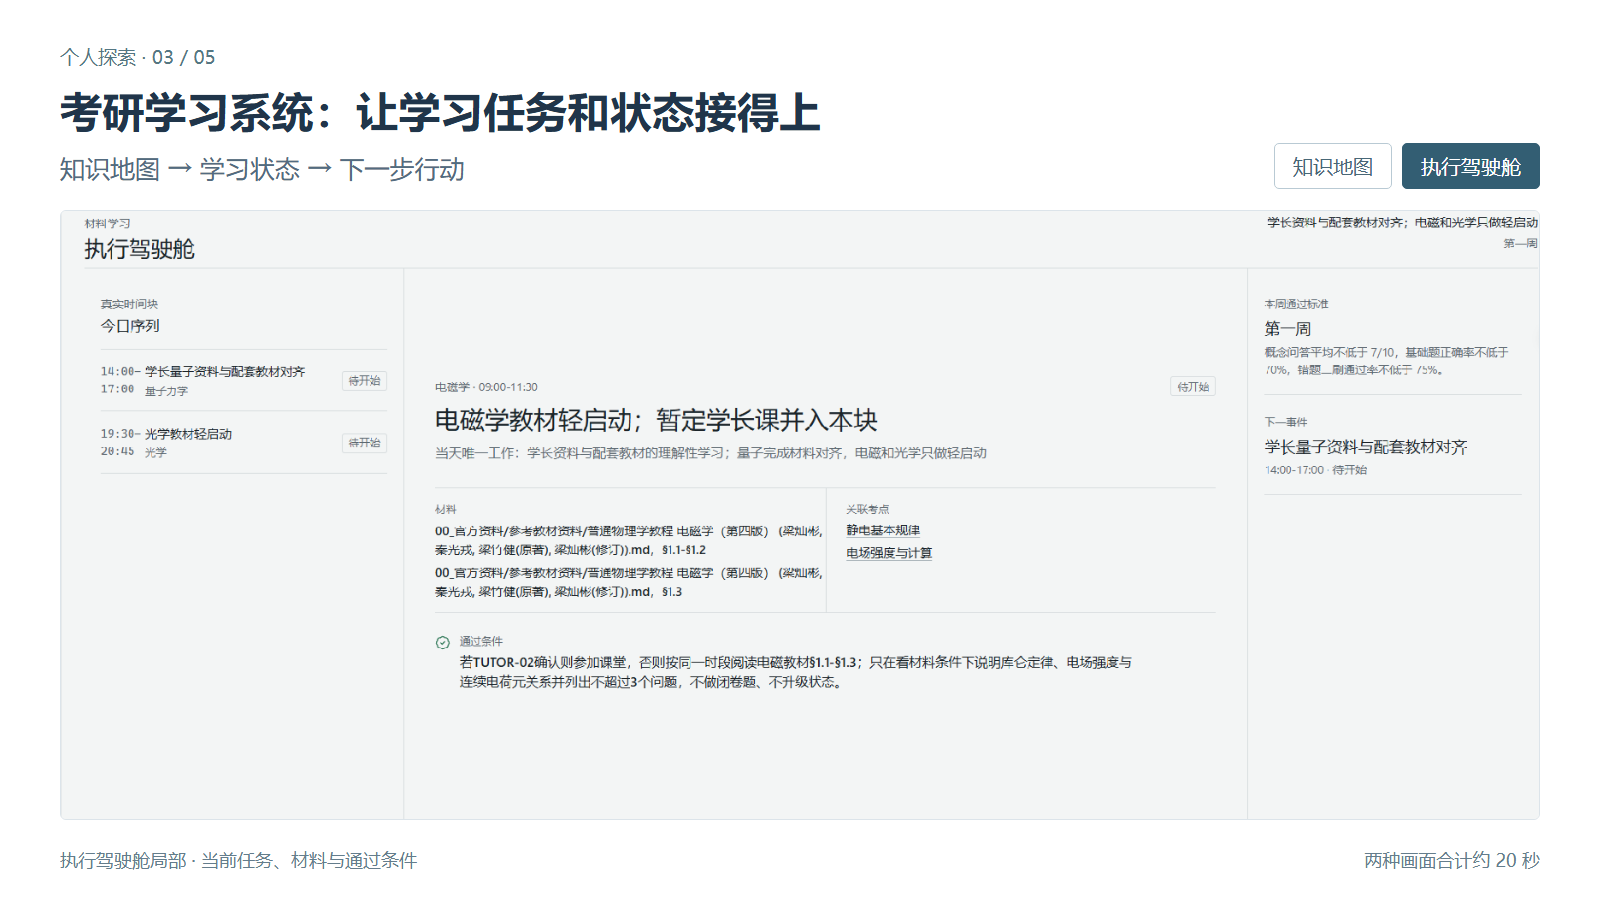 个人探索 · 03 / 05
考研学习系统：让学习任务和状态接得上
知识地图 → 学习状态 → 下一步行动
知识地图
执行驾驶舱
材料学习
执行驾驶舱
学长资料与配套教材对齐；电磁和光学只做轻启动
第一周
真实时间块
今日序列
14:00-
17:00
学长量子资料与配套教材对齐
量子力学
待开始
19:30-
20:45
光学教材轻启动
光学
待开始
电磁学 · 09:00-11:30
待开始
电磁学教材轻启动；暂定学长课并入本块
当天唯一工作：学长资料与配套教材的理解性学习；量子完成材料对齐，电磁和光学只做轻启动
材料
00_官方资料/参考教材资料/普通物理学教程 电磁学（第四版） (梁灿彬,
秦光戎, 梁竹健(原著), 梁灿彬(修订)).md，§1.1-§1.2
00_官方资料/参考教材资料/普通物理学教程 电磁学（第四版） (梁灿彬,
秦光戎, 梁竹健(原著), 梁灿彬(修订)).md，§1.3
关联考点
静电基本规律
电场强度与计算
通过条件
若TUTOR-02确认则参加课堂，否则按同一时段阅读电磁教材§1.1-§1.3；只在看材料条件下说明库仑定律、电场强度与
连续电荷元关系并列出不超过3个问题，不做闭卷题、不升级状态。
本周通过标准
第一周
概念问答平均不低于 7/10，基础题正确率不低于
70%，错题二刷通过率不低于 75%。
下一事件
学长量子资料与配套教材对齐
14:00-17:00 · 待开始
执行驾驶舱局部 · 当前任务、材料与通过条件
两种画面合计约 20 秒